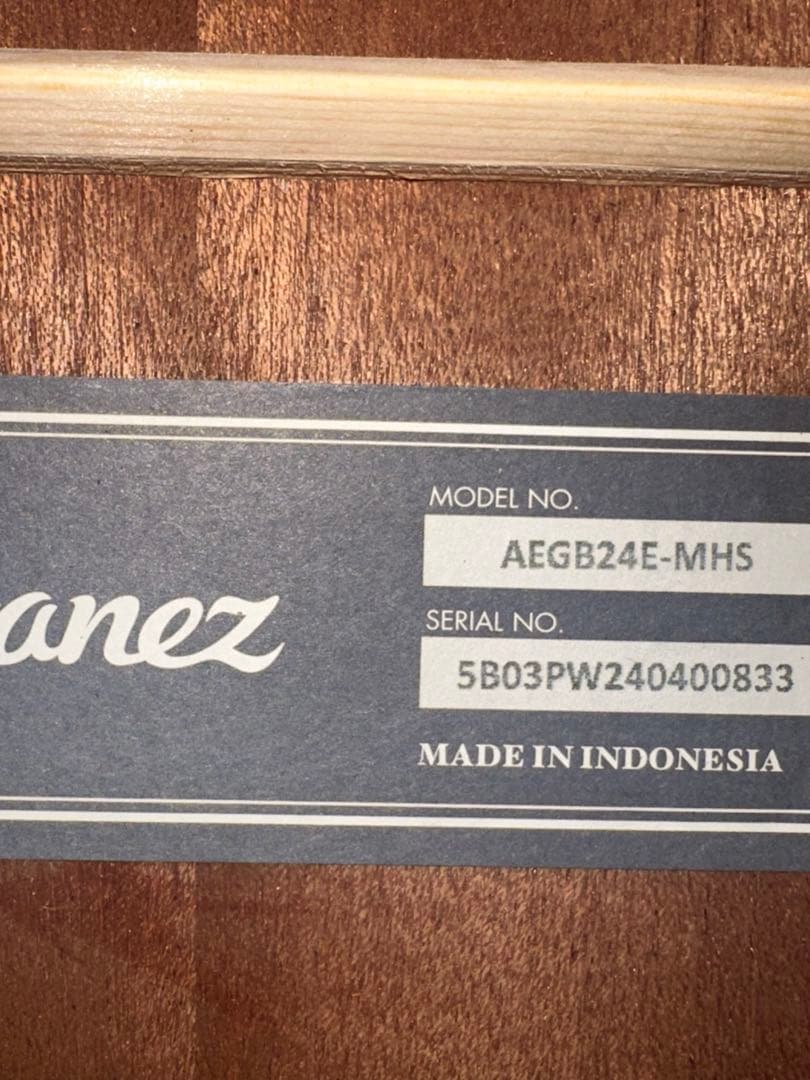 anez
MODEL NO.
AEGB24E-MHS
SERIAL NO.
5B03PW240400833
MADE IN INDONESIA